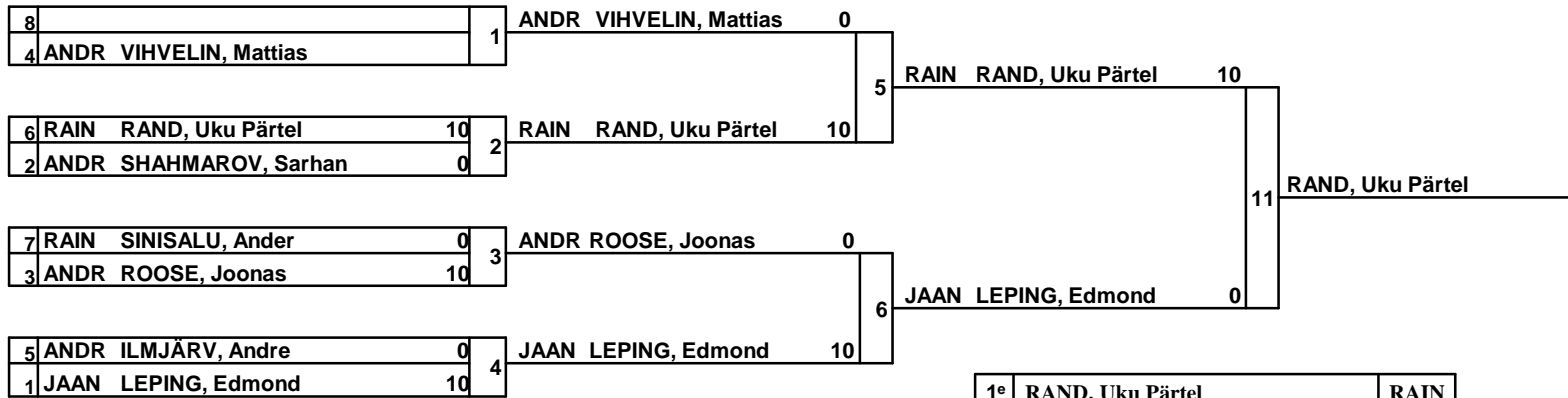 8
1
ANDR VIHVELIN, Mattias 0
4 ANDR VIHVELIN, Mattias
5
RAIN RAND, Uku Pärtel 10
6 RAIN RAND, Uku Pärtel 10
2
RAIN RAND, Uku Pärtel 10
2 ANDR SHAHMAROV, Sarhan 0
11
RAND, Uku Pärtel
7 RAIN SINISALU, Ander 0
3
ANDR ROOSE, Joonas 0
3 ANDR ROOSE, Joonas 10
6
JAAN LEPING, Edmond 0
5 ANDR ILMJÄRV, Andre 0
4
JAAN LEPING, Edmond 10
1 JAAN LEPING, Edmond 10
1e RAND, Uku Pärtel RAIN